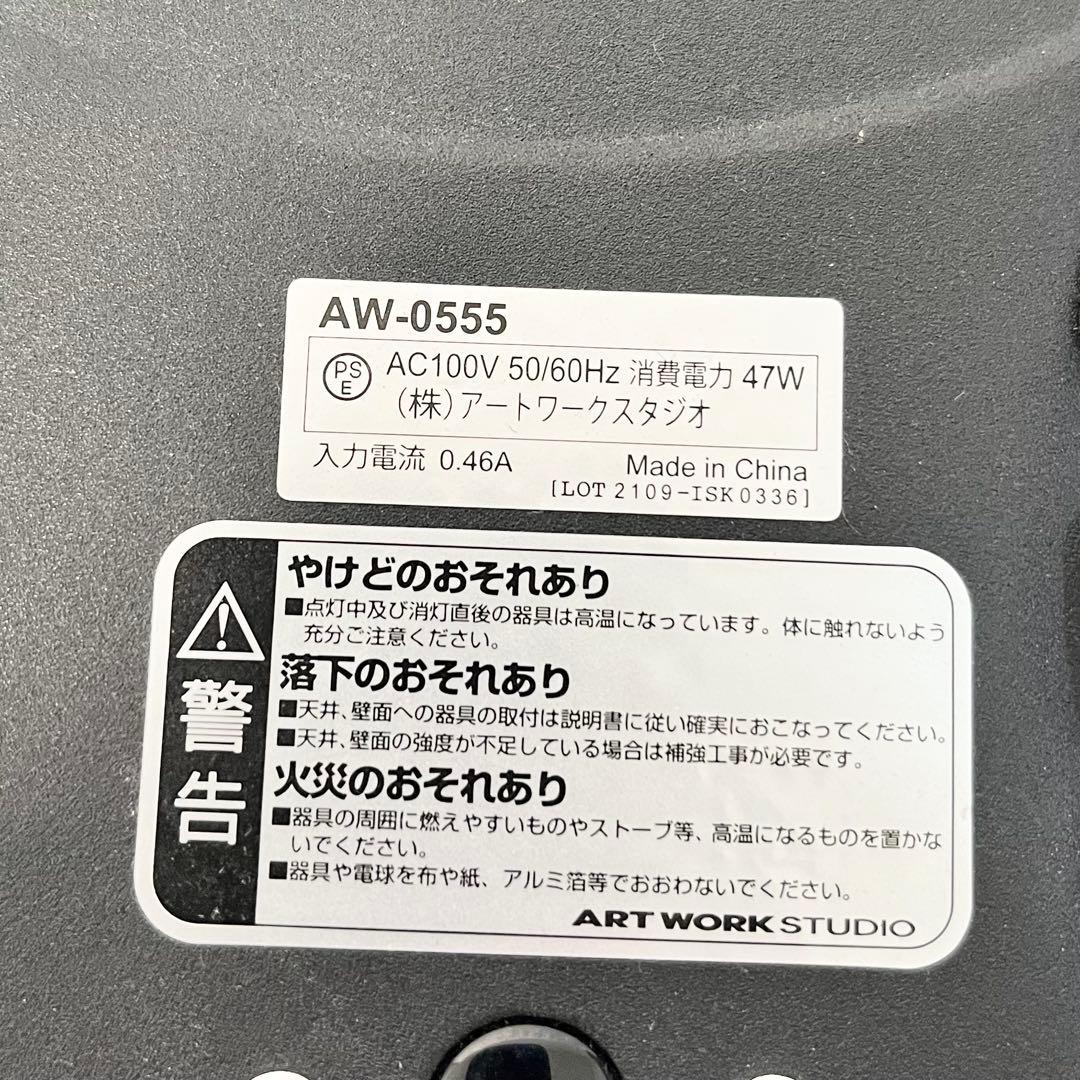 AW-0555
PS
E
AC100V 50/60Hz 消費電力 47W
（株）アートワークスタジオ
入力電流 0.46A
Made in China
[LOT 2109-ISK0336]
警告
やけどのおそれあり
■点灯中及び消灯直後の器具は高温になっています。体に触れないよう
充分ご注意ください。
落下のおそれあり
■天井、壁面への器具の取付は説明書に従い確実におこなってください。
■天井、壁面の強度が不足している場合は補強工事が必要です。
火災のおそれあり
■器具の周囲に燃えやすいものやストーブ等、高温になるものを置かな
いでください。
■器具や電球を布や紙、アルミ箔等でおおわないでください。
ART WORK STUDIO